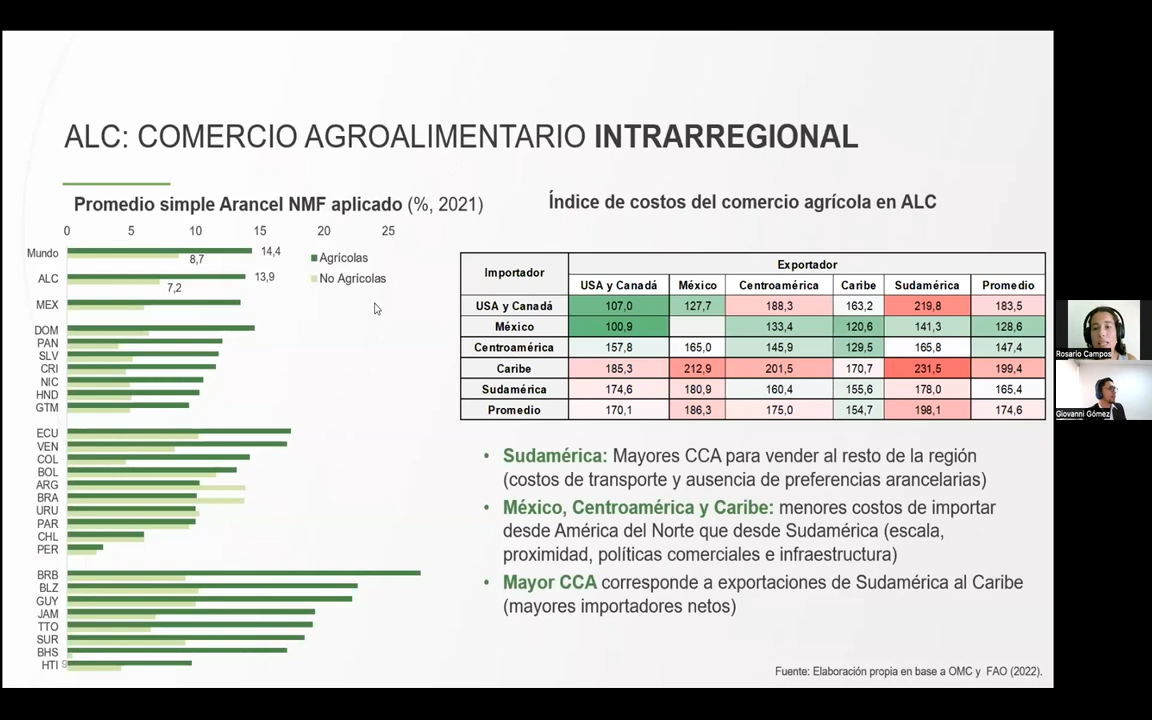 ALC: COMERCIO AGROALIMENTARIO INTRARREGIONAL
Promedio simple Arancel NMF aplicado (%, 2021)
0 5 10 15 20 25
Mundo 14,4
8,7
ALC 13,9
7,2
Agrícolas
No Agrícolas
MEX
DOM
PAN
SLV
CRI
NIC
HND
GTM
ECU
VEN
COL
BOL
ARG
BRA
URU
PAR
CHL
PER
BRB
BLZ
GUY
JAM
TTO
SUR
BHS
HTI 9
Índice de costos del comercio agrícola en ALC
Importador Exportador
USA y Canadá México Centroamérica Caribe Sudamérica Promedio
USA y Canadá 107,0 127,7 188,3 163,2 219,8 183,5
México 100,9 133,4 120,6 141,3 128,6
Centroamérica 157,8 165,0 145,9 129,5 165,8 147,4
Caribe 185,3 212,9 201,5 170,7 231,5 199,4
Sudamérica 174,6 180,9 160,4 155,6 178,0 165,4
Promedio 170,1 186,3 175,0 154,7 198,1 174,6
• Sudamérica: Mayores CCA para vender al resto de la región
(costos de transporte y ausencia de preferencias arancelarias)
• México, Centroamérica y Caribe: menores costos de importar
desde América del Norte que desde Sudamérica (escala,
proximidad, políticas comerciales e infraestructura)
• Mayor CCA corresponde a exportaciones de Sudamérica al Caribe
(mayores importadores netos)
Fuente: Elaboración propia en base a OMC y FAO (2022).
Rosario Campos
Giovanni Gómez